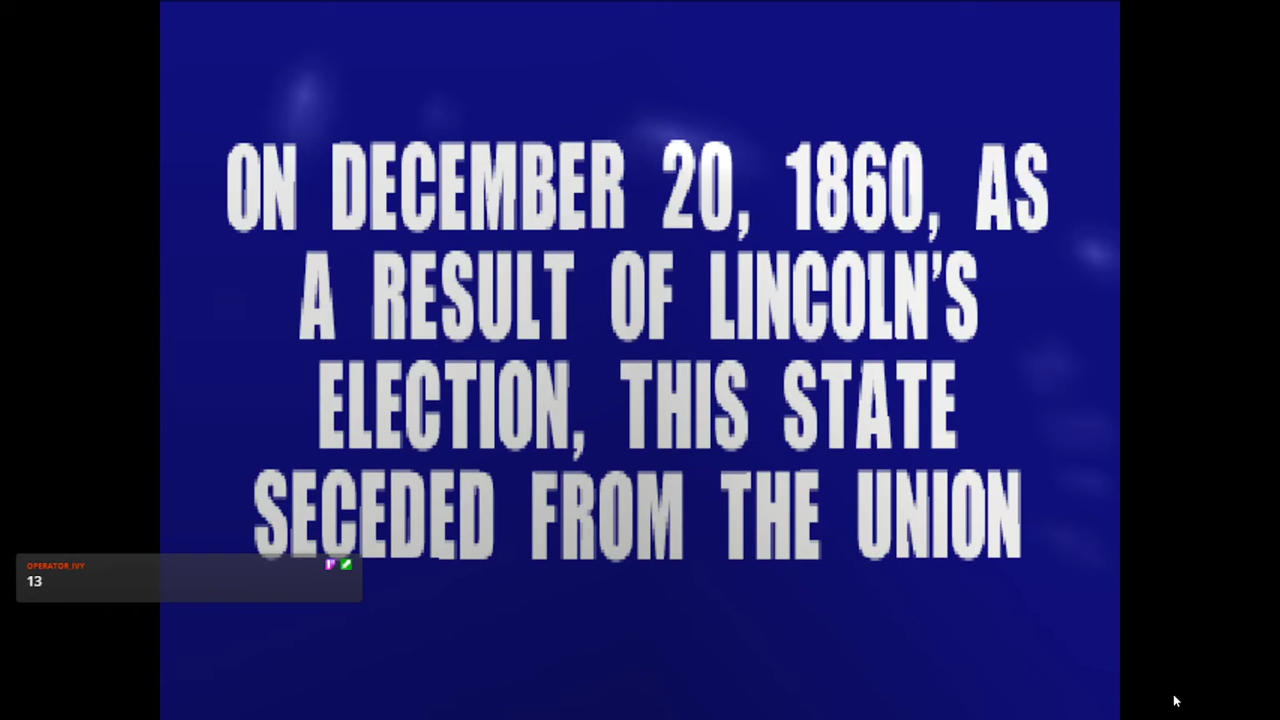 ON DECEMBER 20, 1860, AS
A RESULT OF LINCOLN'S
ELECTION, THIS STATE
SECEDED FROM THE UNION
OPERATOR_IVY
13